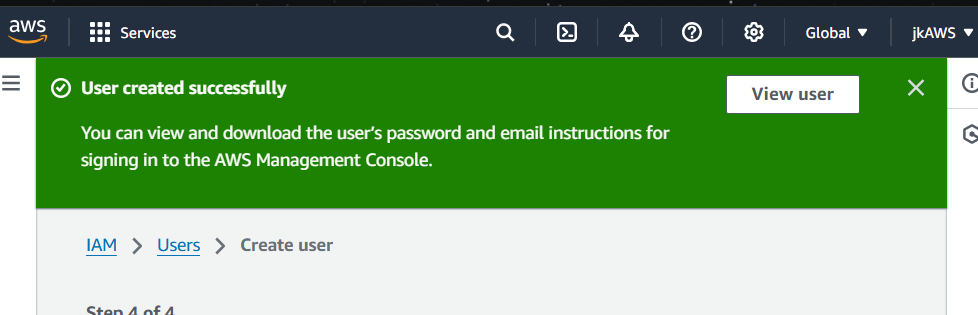 aws
Services
Global
jkAWS
User created successfully
View user
You can view and download the user's password and email instructions for
signing in to the AWS Management Console.
IAM > Users > Create user
Step 4 of 4